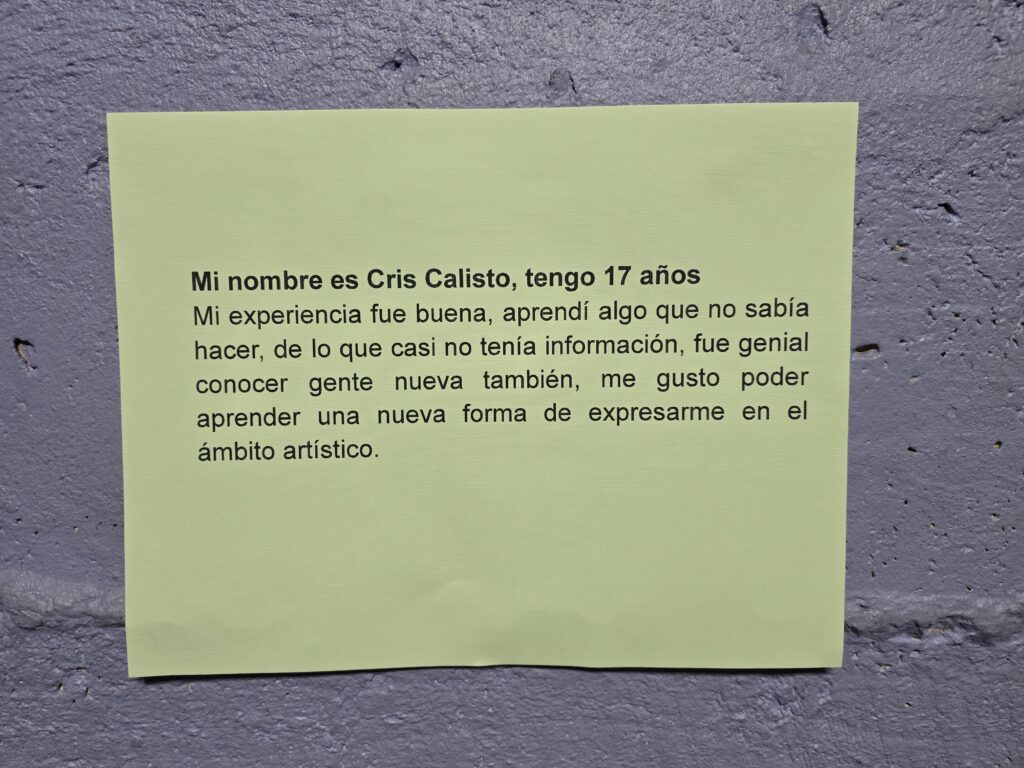 Mi nombre es Cris Calisto, tengo 17 años
Mi experiencia fue buena, aprendí algo que no sabía
hacer, de lo que casi no tenía información, fue genial
conocer gente nueva también, me gusto poder
aprender una nueva forma de expresarme en el
ámbito artístico.